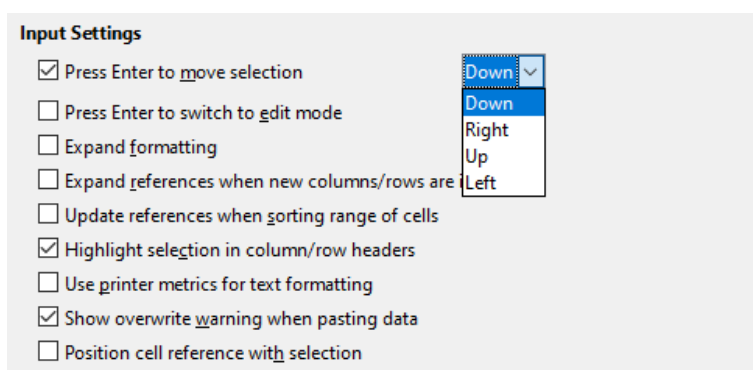 Input Settings
Press Enter to move selection Down
Down
Press Enter to switch to edit mode
Right
Expand formatting
Up
Expand references when new columns/rows are
Left
Update references when sorting range of cells
Highlight selection in column/row headers
Use printer metrics for text formatting
Show overwrite warning when pasting data
Position cell reference with selection